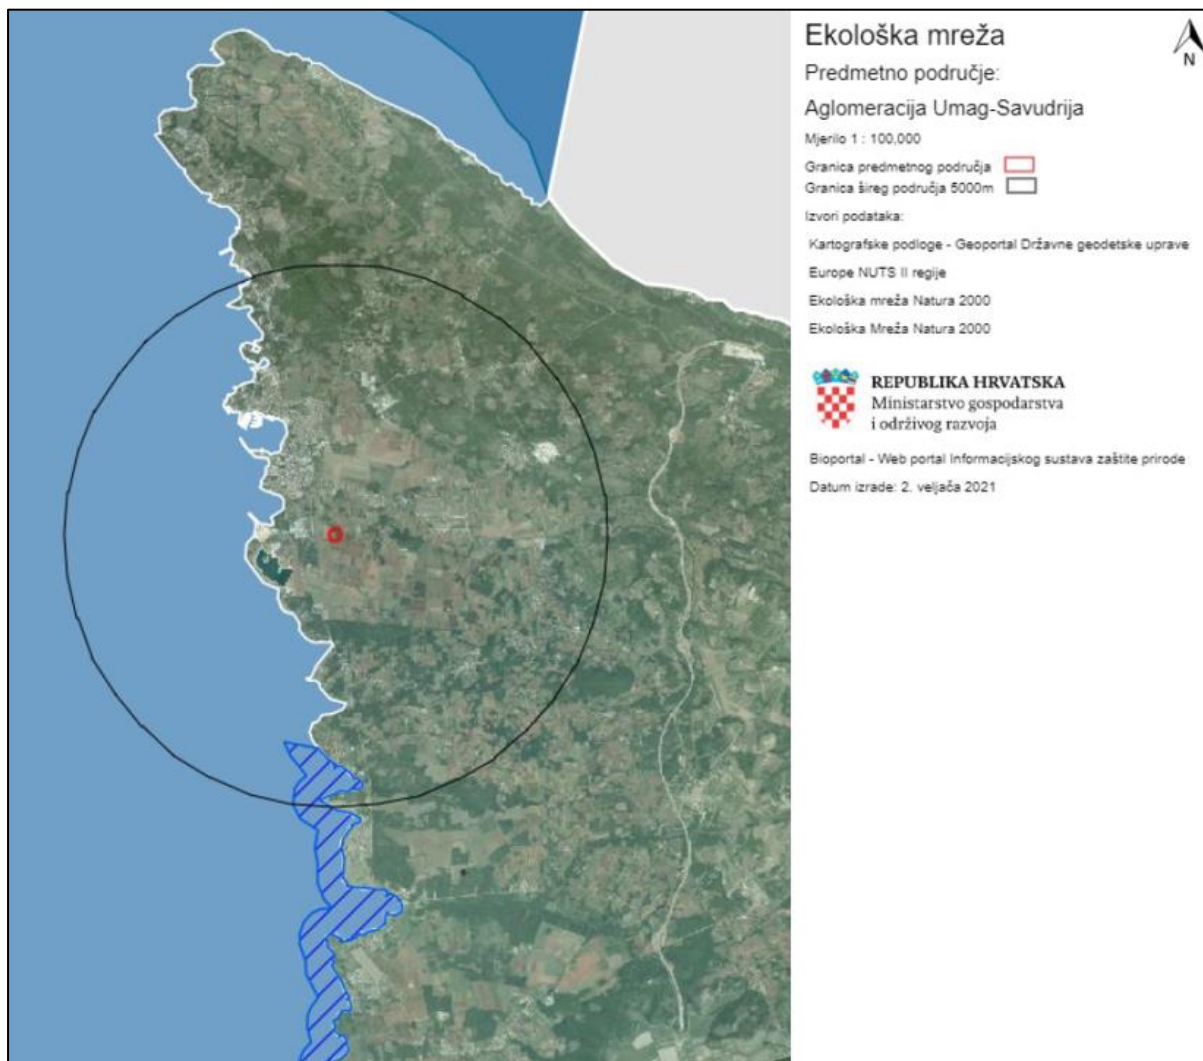 Ekološka mreža
N
Predmetno područje:
Aglomeracija Umag-Savudrija
Mjerilo 1 : 100,000
Granica predmetnog područja
Granica šireg područja 5000m
Izvori podataka:
Kartografske podloge - Geoportal Državne geodetske uprave
Europe NUTS II regije
Ekološka mreža Natura 2000
Ekološka Mreža Natura 2000
REPUBLIKA HRVATSKA
Ministarstvo gospodarstva
i održivog razvoja
Bioportal - Web portal Informacijskog sustava zaštite prirode
Datum izrade: 2. veljača 2021